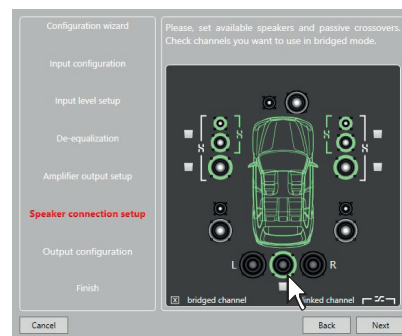 Configuration wizard
Input configuration
Input level setup
De-equalization
Amplifier output setup
Speaker connection setup
Output configuration
Finish
Please, set available speakers and passive crossovers.
Check channels you want to use in bridged mode.
L R
X bridged channel linked channel
Cancel Back Next